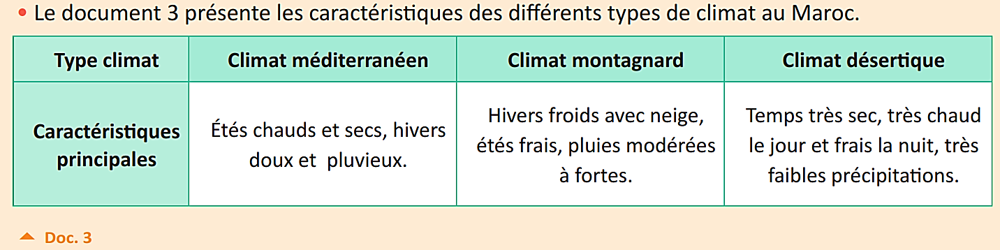 • Le document 3 présente les caractéristiques des différents types de climat au Maroc.
Type climat
Climat méditerranéen
Climat montagnard
Climat désertique
Caractéristiques
principales
Étés chauds et secs, hivers
doux et pluvieux.
Hivers froids avec neige,
étés frais, pluies modérées
à fortes.
Temps très sec, très chaud
le jour et frais la nuit, très
faibles précipitations.
Doc. 3